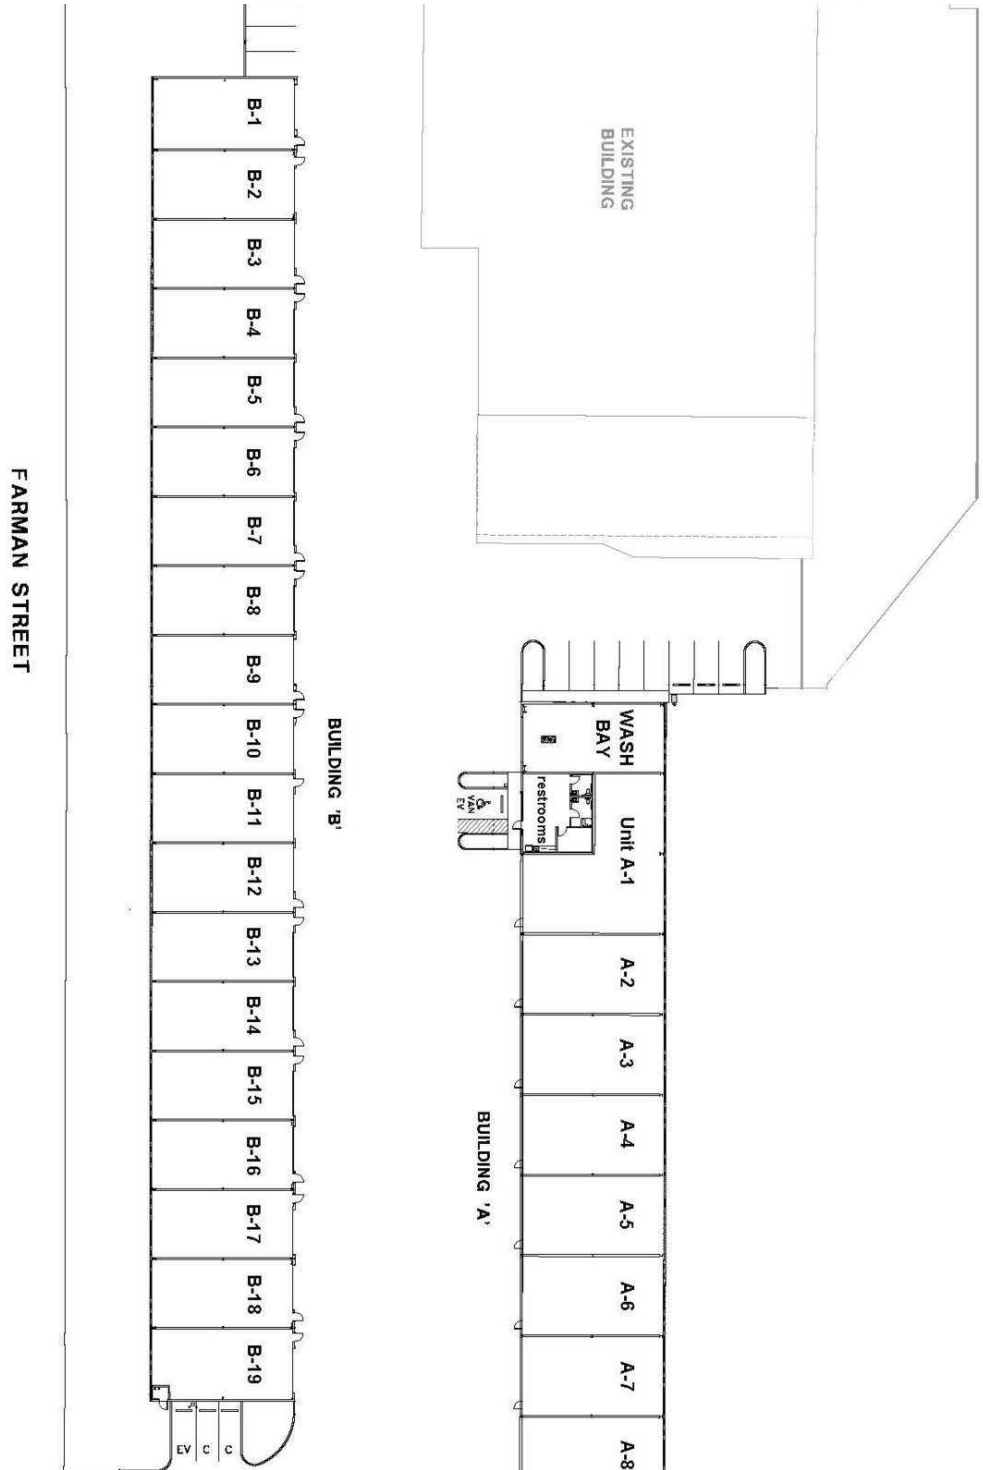 EXISTING
BUILDING
B-1
B-2
B-3
B-4
B-5
B-6
B-7
B-8
B-9
B-10
B-11
B-12
B-13
B-14
B-15
B-16
B-17
B-18
B-19
FARMAN STREET
BUILDING 'B'
WASH
BAY
restrooms
VAN
EV
Unit A-1
A-2
A-3
A-4
A-5
A-6
A-7
A-8
BUILDING 'A'
EV
C
C